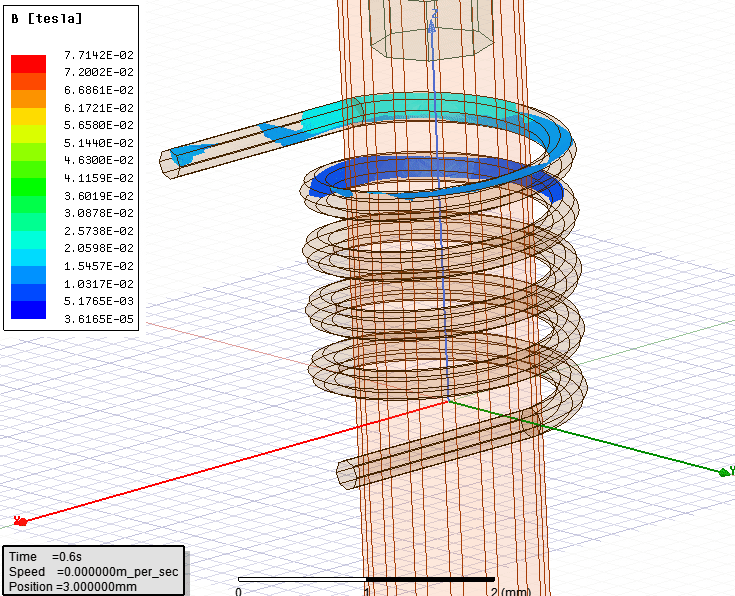 B [tesla]
7.7142E-02
7.2002E-02
6.6861E-02
6.1721E-02
5.6580E-02
5.1440E-02
4.6300E-02
4.1159E-02
3.6019E-02
3.0878E-02
2.5738E-02
2.0598E-02
1.5457E-02
1.0317E-02
5.1765E-03
3.6165E-05
Z
Y
Time =0.6s
Speed =0.000000m_per_sec
Position =3.000000mm
0 1 2 (mm)